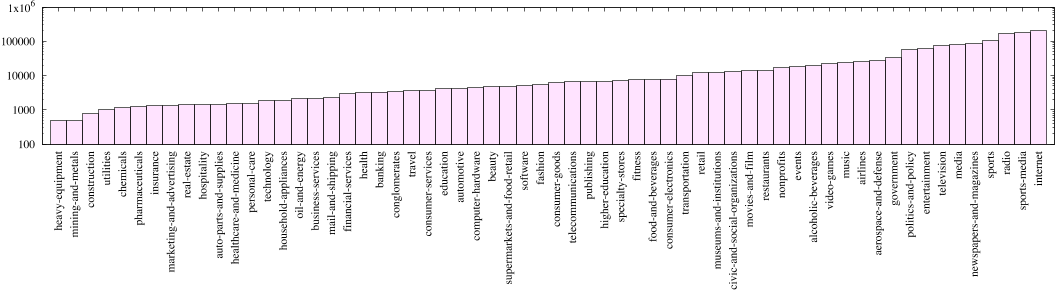 1x10^6
100000
10000
1000
100
heavy-equipment
mining-and-metals
construction
utilities
chemicals
pharmaceuticals
insurance
marketing-and-advertising
real-estate
hospitality
auto-parts-and-supplies
healthcare-and-medicine
personal-care
technology
household-appliances
oil-and-energy
business-services
mail-and-shipping
financial-services
health
banking
conglomerates
travel
consumer-services
education
automotive
computer-hardware
beauty
supermarkets-and-food-retail
software
fashion
consumer-goods
telecommunications
publishing
higher-education
specialty-stores
fitness
food-and-beverages
consumer-electronics
transportation
retail
museums-and-institutions
civic-and-social-organizations
movies-and-film
restaurants
nonprofits
events
alcoholic-beverages
video-games
music
airlines
aerospace-and-defense
government
politics-and-policy
entertainment
television
media
newspapers-and-magazines
sports
radio
sports-media
internet